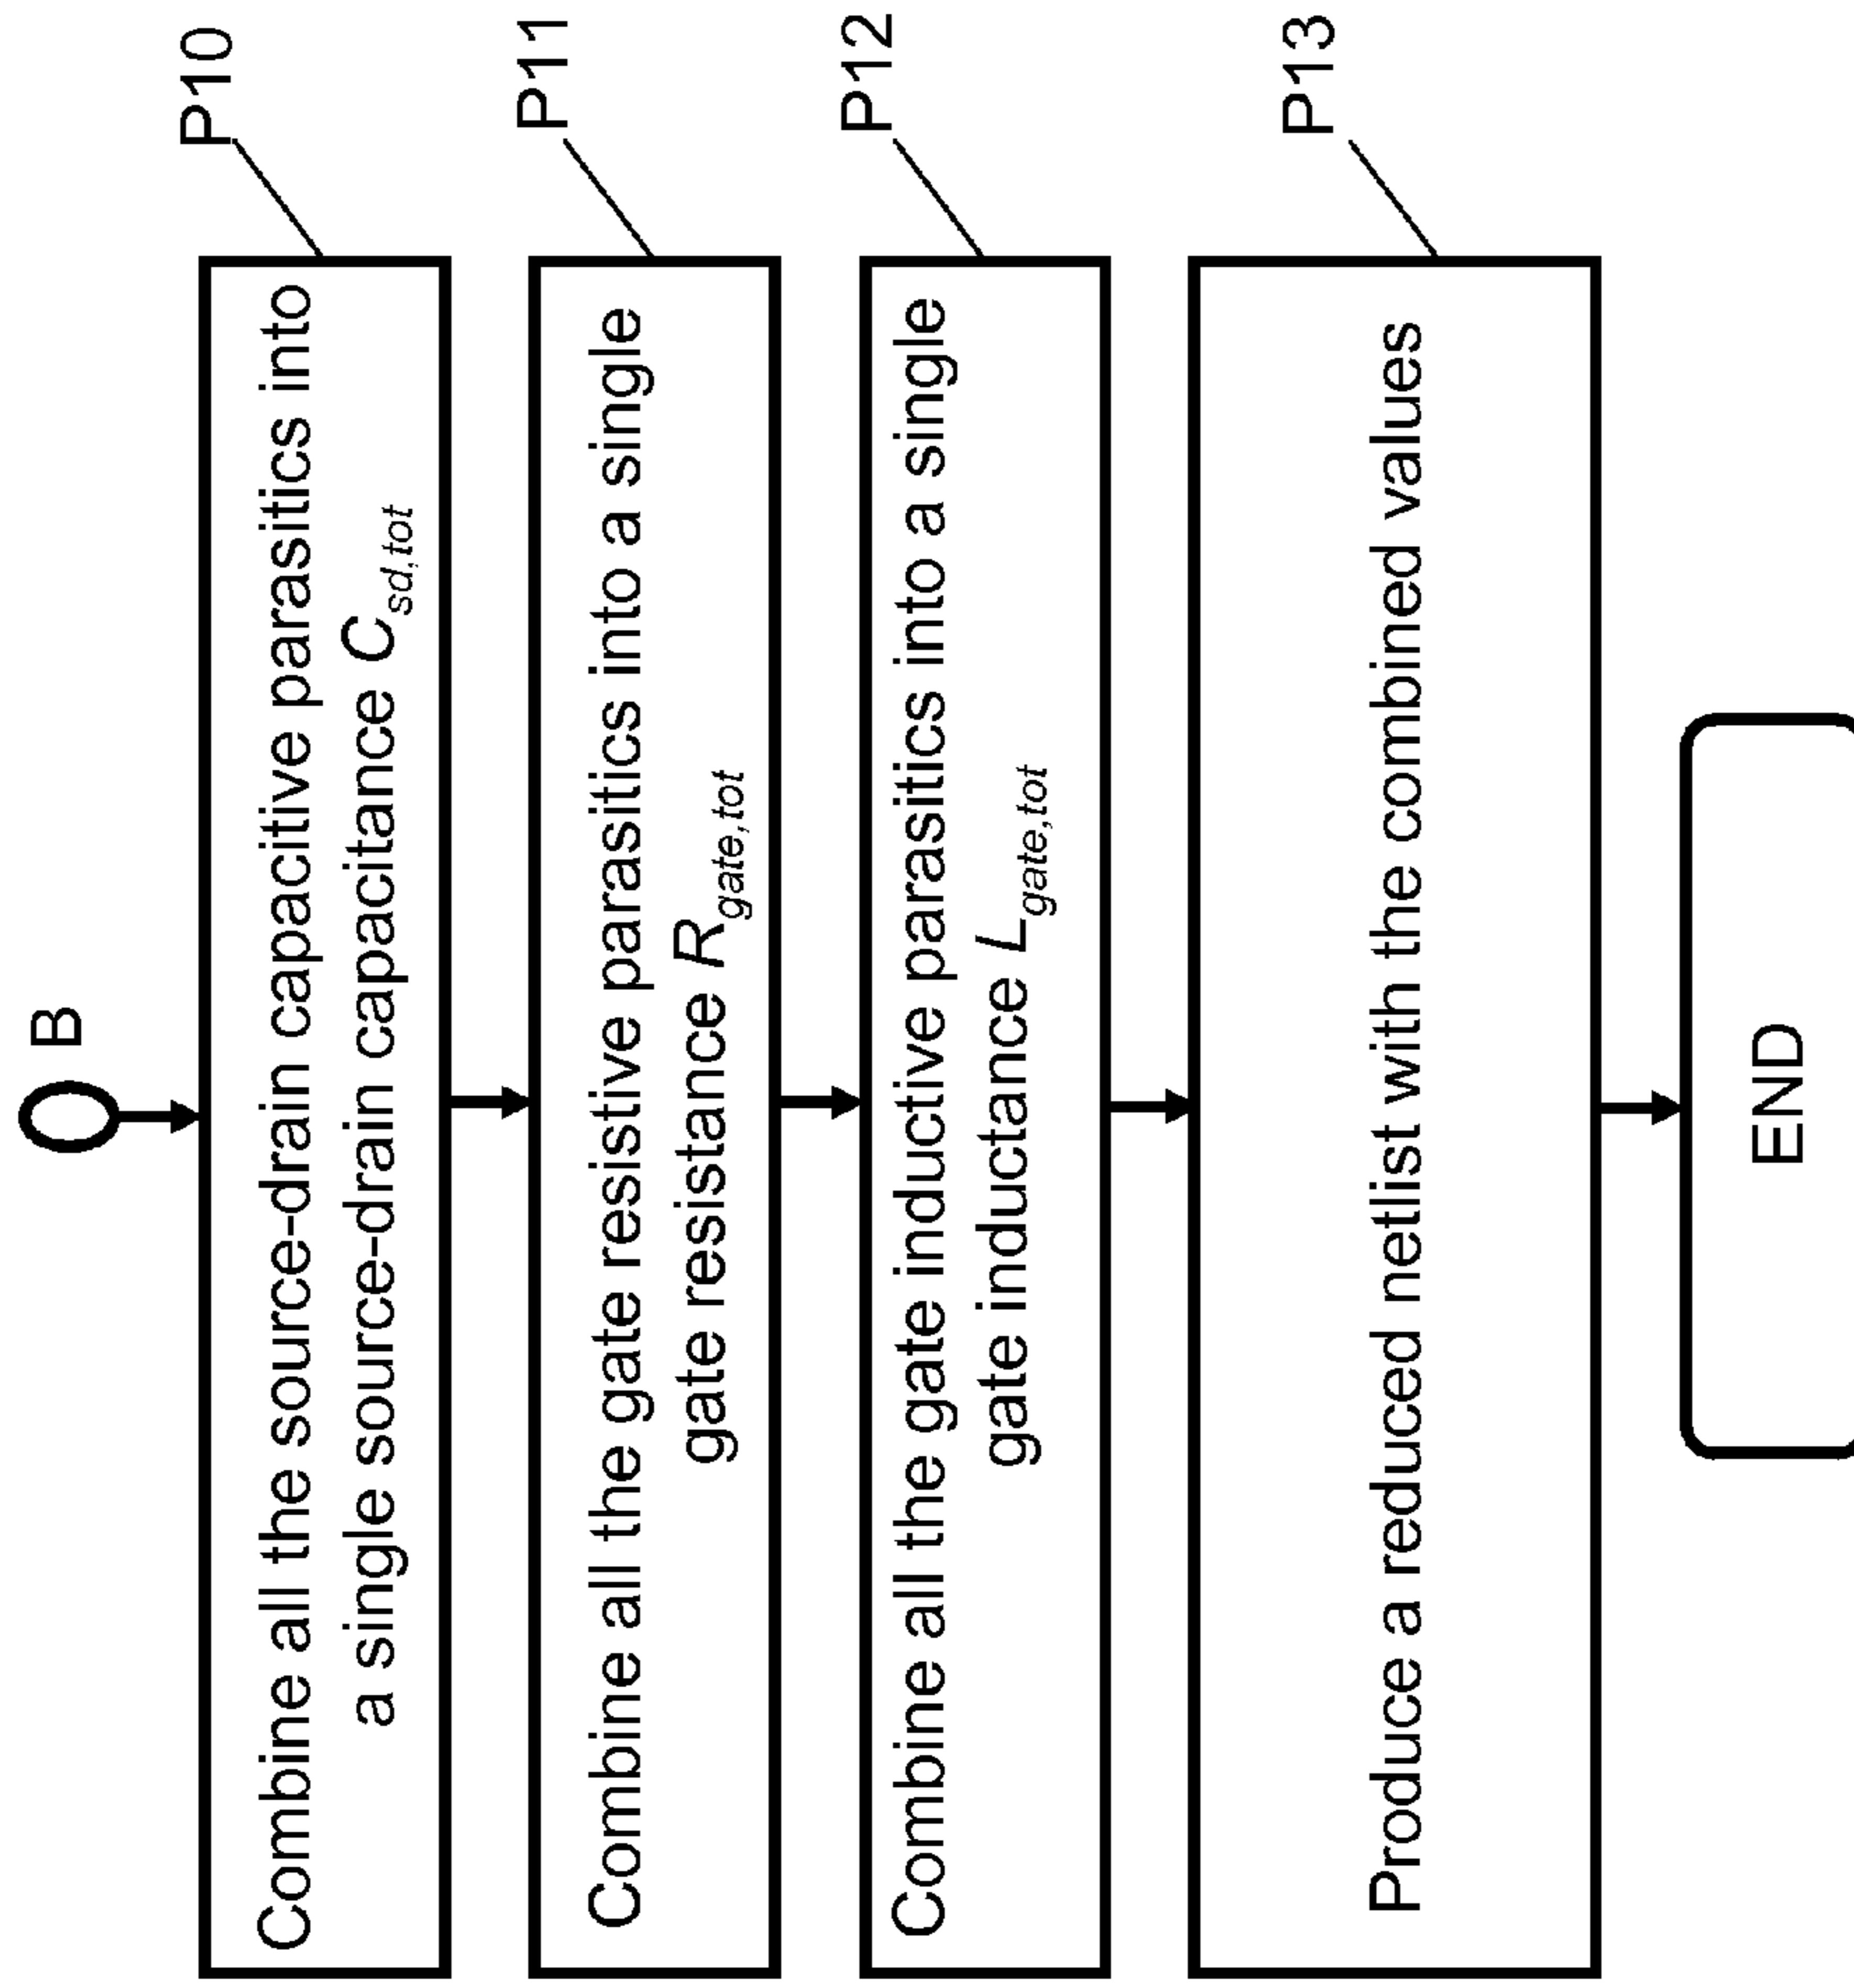 B
P10
Combine all the source-drain capacitive parasitics into
a single source-drain capacitance C_sd,tot
P11
Combine all the gate resistive parasitics into a single
gate resistance R_gate,tot
P12
Combine all the gate inductive parasitics into a single
gate inductance L_gate,tot
P13
Produce a reduced netlist with the combined values
END